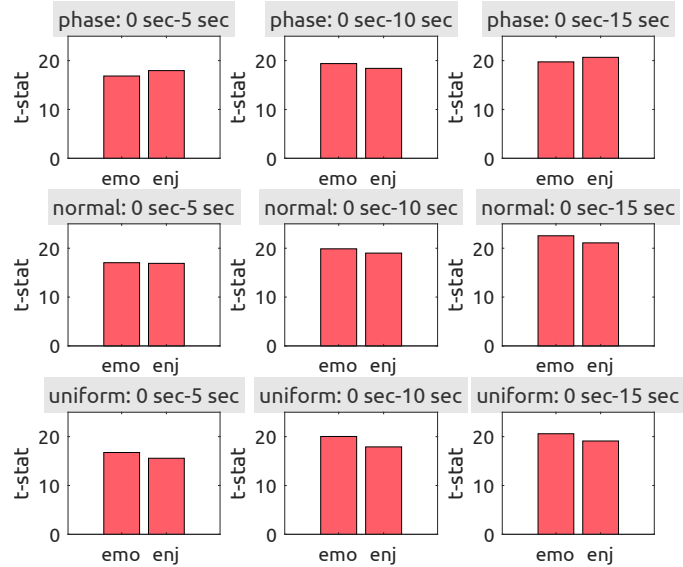 phase: 0 sec-5 sec
phase: 0 sec-10 sec
phase: 0 sec-15 sec
t-stat
20
10
0
emo enj
t-stat
20
10
0
emo enj
t-stat
20
10
0
emo enj
normal: 0 sec-5 sec
normal: 0 sec-10 sec
normal: 0 sec-15 sec
t-stat
20
10
0
emo enj
t-stat
20
10
0
emo enj
t-stat
20
10
0
emo enj
uniform: 0 sec-5 sec
uniform: 0 sec-10 sec
uniform: 0 sec-15 sec
t-stat
20
10
0
emo enj
t-stat
20
10
0
emo enj
t-stat
20
10
0
emo enj